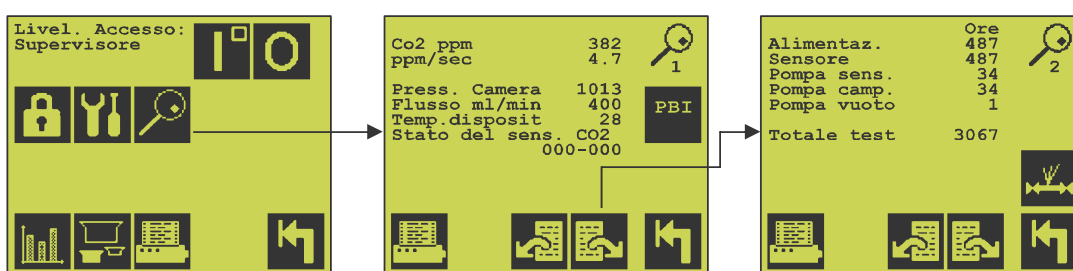 Livel. Accesso:
Supervisore
Co2 ppm 382
ppm/sec 4.7
1
Press. Camera 1013
Flusso ml/min 400
PBI
Temp.disposit 28
Stato del sens. CO2
000-000
Ore
Alimentaz. 487
Sensore 487
2
Pompa sens. 34
Pompa camp. 34
Pompa vuoto 1
Totale test 3067